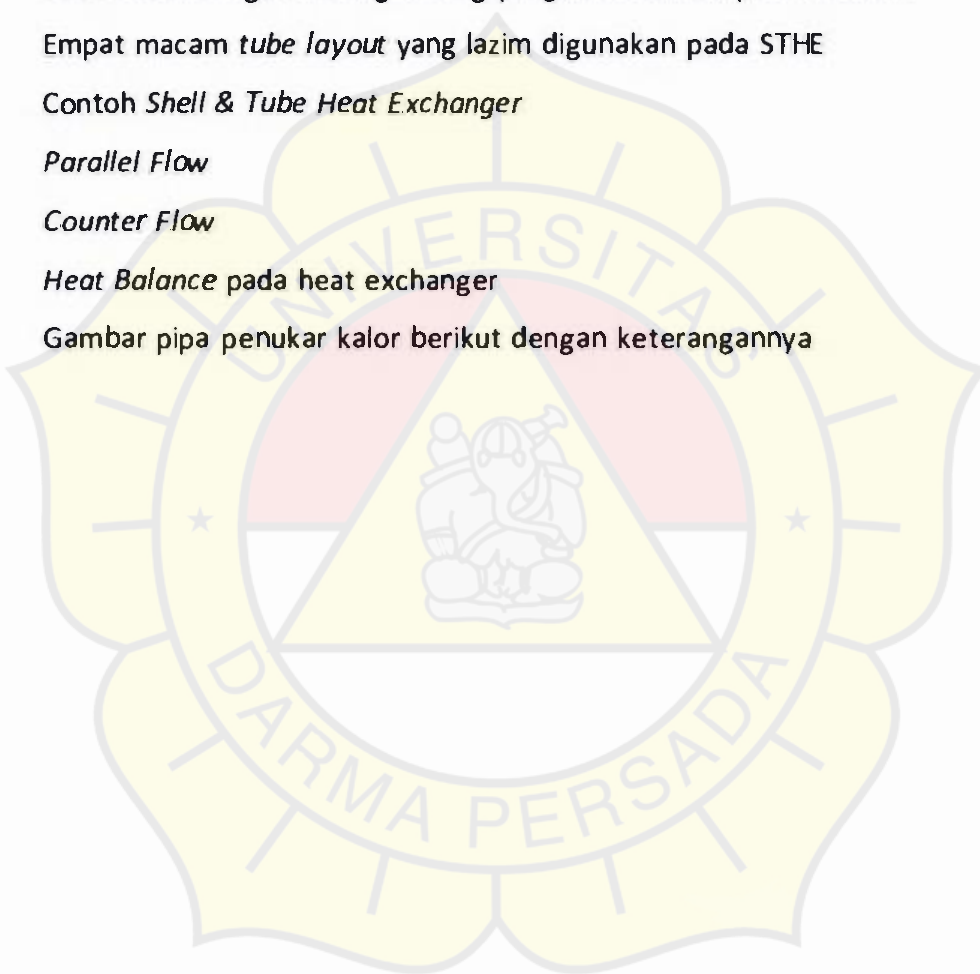 Empat macam tube layout yang lazim digunakan pada STHE
Contoh Shell & Tube Heat Exchanger
Parallel Flow
Counter Flow
Heat Balance pada heat exchanger
Gambar pipa penukar kalor berikut dengan keterangannya
UNIVERSITAS
DARMA PERSADA